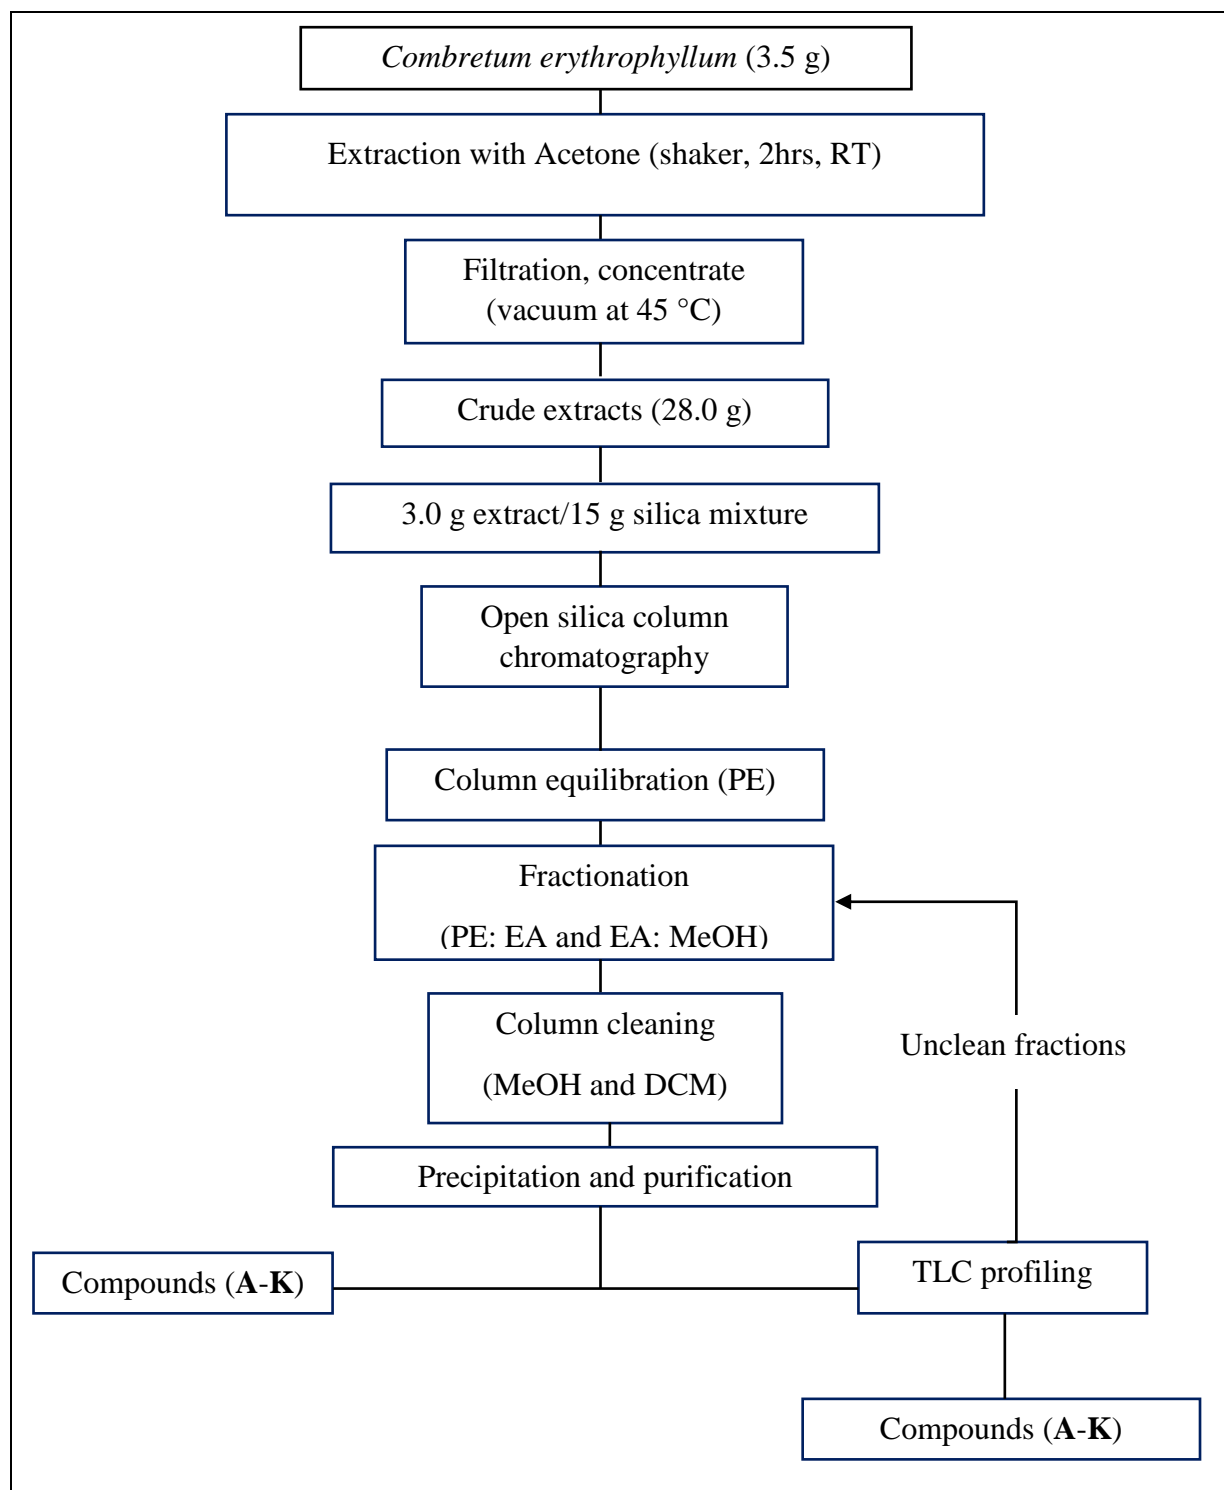 Combretum erythrophyllum (3.5 g)
Extraction with Acetone (shaker, 2hrs, RT)
Filtration, concentrate
(vacuum at 45 °C)
Crude extracts (28.0 g)
3.0 g extract/15 g silica mixture
Open silica column
chromatography
Column equilibration (PE)
Fractionation
(PE: EA and EA: MeOH)
Column cleaning
(MeOH and DCM)
Unclean fractions
Precipitation and purification
Compounds (A-K)
TLC profiling
Compounds (A-K)